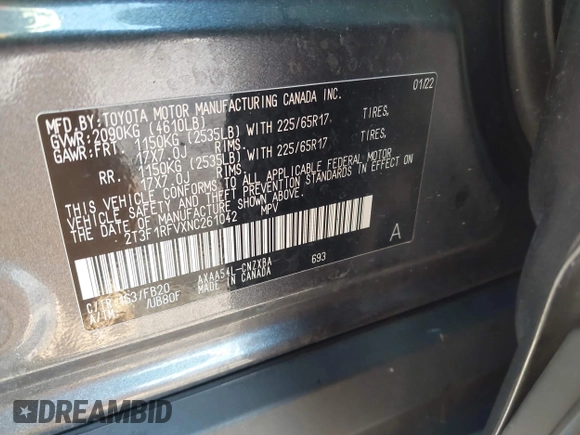 MFD.BY:TOYOTA MOTOR MANUFACTURING CANADA INC. 01/22
GVWR: 2090KG (4610LB)
GAWR:FRT. 1150KG (2535LB) WITH 225/65R17 TIRES,
17X7.0J RIMS
RR. 1150KG (2535LB) WITH 225/65R17 TIRES,
17X7.0J RIMS
THIS VEHICLE CONFORMS TO ALL APPLICABLE FEDERAL MOTOR
VEHICLE SAFETY AND THEFT PREVENTION STANDARDS IN EFFECT
ON THE DATE OF MANUFACTURE SHOWN ABOVE.
2T3F1RFVXNC261042 MPV
A
C/TR: /FB20 AXAA54L-CNZXBA 693
A/TM: /UB80F MADE IN CANADA
DREAMBID